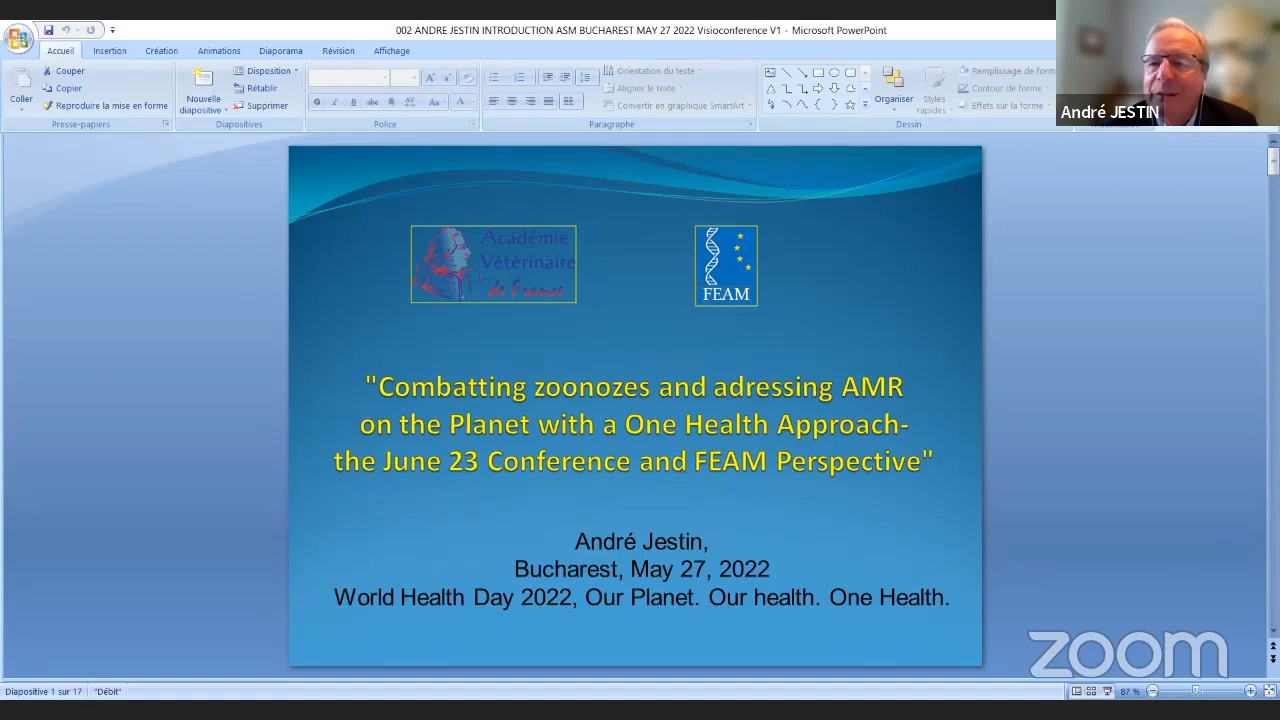 002 ANDRE JESTIN INTRODUCTION ASM BUCHAREST MAY 27 2022 Visioconference V1 - Microsoft PowerPoint
Accueil Insertion Création Animations Diaporama Révision Affichage
Coller
Couper
Copier
Reproduire la mise en forme
Presse-papiers
Nouvelle diapositive
Disposition
Rétablir
Supprimer
Diapositives
G I S abc S AV Aa A
Police
Orientation du texte
Aligner le texte
Convertir en graphique SmartArt
Paragraphe
Organiser
Styles rapides
Remplissage de form
Contour de forme
Effets sur la forme
Dessin
André JESTIN
Académie
Vétérinaire
de France
FEAM
"Combatting zoonozes and adressing AMR
on the Planet with a One Health Approach-
the June 23 Conference and FEAM Perspective"
André Jestin,
Bucharest, May 27, 2022
World Health Day 2022, Our Planet. Our health. One Health.
zoom
Diapositive 1 sur 17 "Débit" 87 %